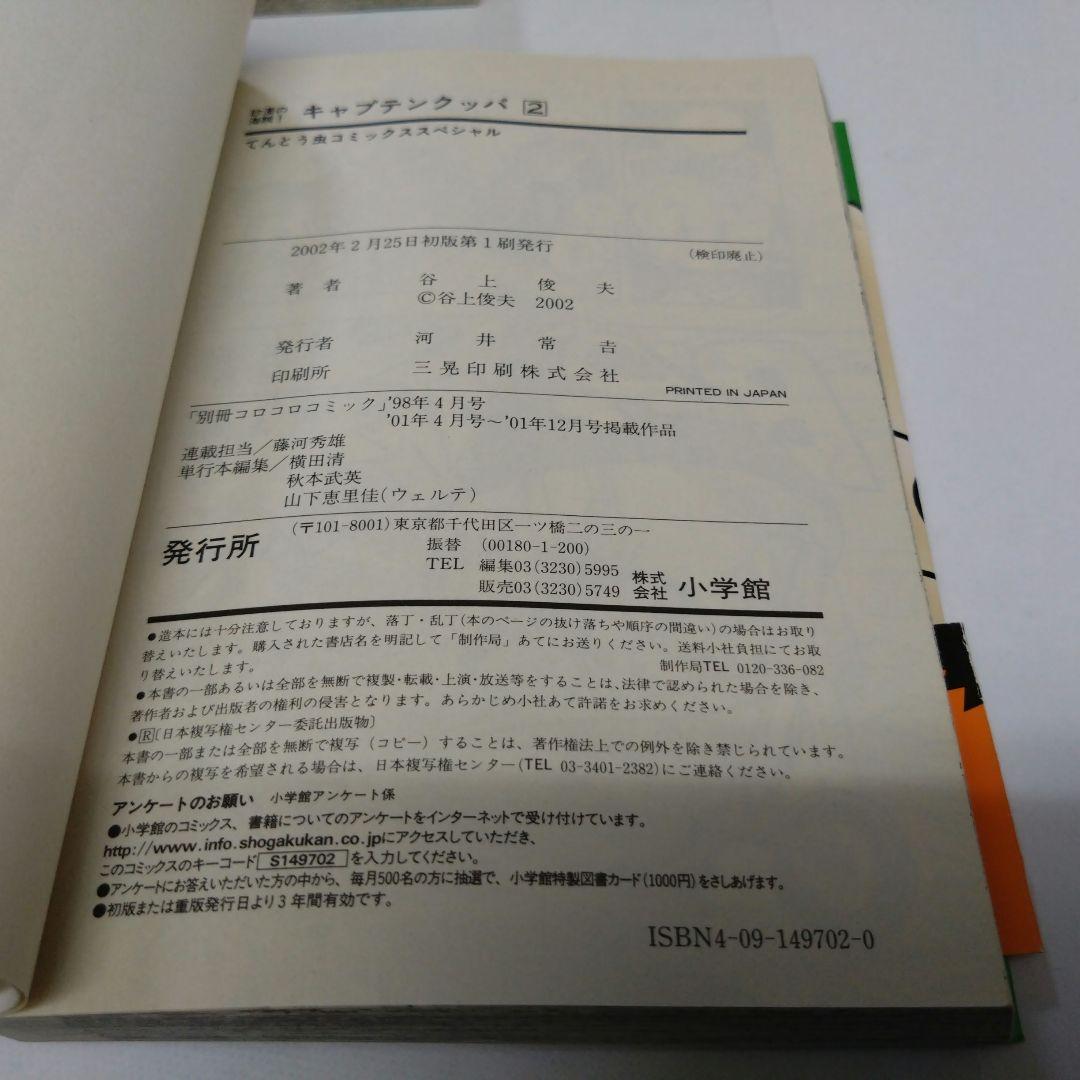 キャプテンクッパ 2
てんとう虫コミックススペシャル
2002年2月25日初版第1刷発行
(検印廃止)
著者 谷上俊夫
©谷上俊夫 2002
発行者 河井常吉
印刷所 三晃印刷株式会社
PRINTED IN JAPAN
「別冊コロコロコミック」'98年4月号
'01年4月号〜'01年12月号掲載作品
連載担当/藤河秀雄
単行本編集/横田清
秋本武英
山下恵里佳(ウェルテ)
(〒101-8001)東京都千代田区一ツ橋二の三の一
発行所 振替 (00180-1-200)
TEL 編集03(3230)5995
販売03(3230)5749 株式会社 小学館
●造本には十分注意しておりますが、落丁・乱丁(本のページの抜け落ちや順序の間違い)の場合はお取り
替えいたします。購入された書店名を明記して「制作局」あてにお送りください。送料小社負担にてお取
り替えいたします。 制作局TEL 0120-336-082
●本書の一部あるいは全部を無断で複製・転載・上演・放送等をすることは、法律で認められた場合を除き、
著作者および出版者の権利の侵害となります。あらかじめ小社あて許諾をお求めください。
●R〔日本複写権センター委託出版物〕
本書の一部または全部を無断で複写(コピー)することは、著作権法上での例外を除き禁じられています。
本書からの複写を希望される場合は、日本複写権センター(TEL 03-3401-2382)にご連絡ください。
アンケートのお願い 小学館アンケート係
●小学館のコミックス、書籍についてのアンケートをインターネットで受け付けています。
http://www.info.shogakukan.co.jpにアクセスしていただき、
このコミックスのキーコード S149702 を入力してください。
●アンケートにお答えいただいた方の中から、毎月500名の方に抽選で、小学館特製図書カード(1000円)をさしあげます。
●初版または重版発行日より3年間有効です。
ISBN4-09-149702-0